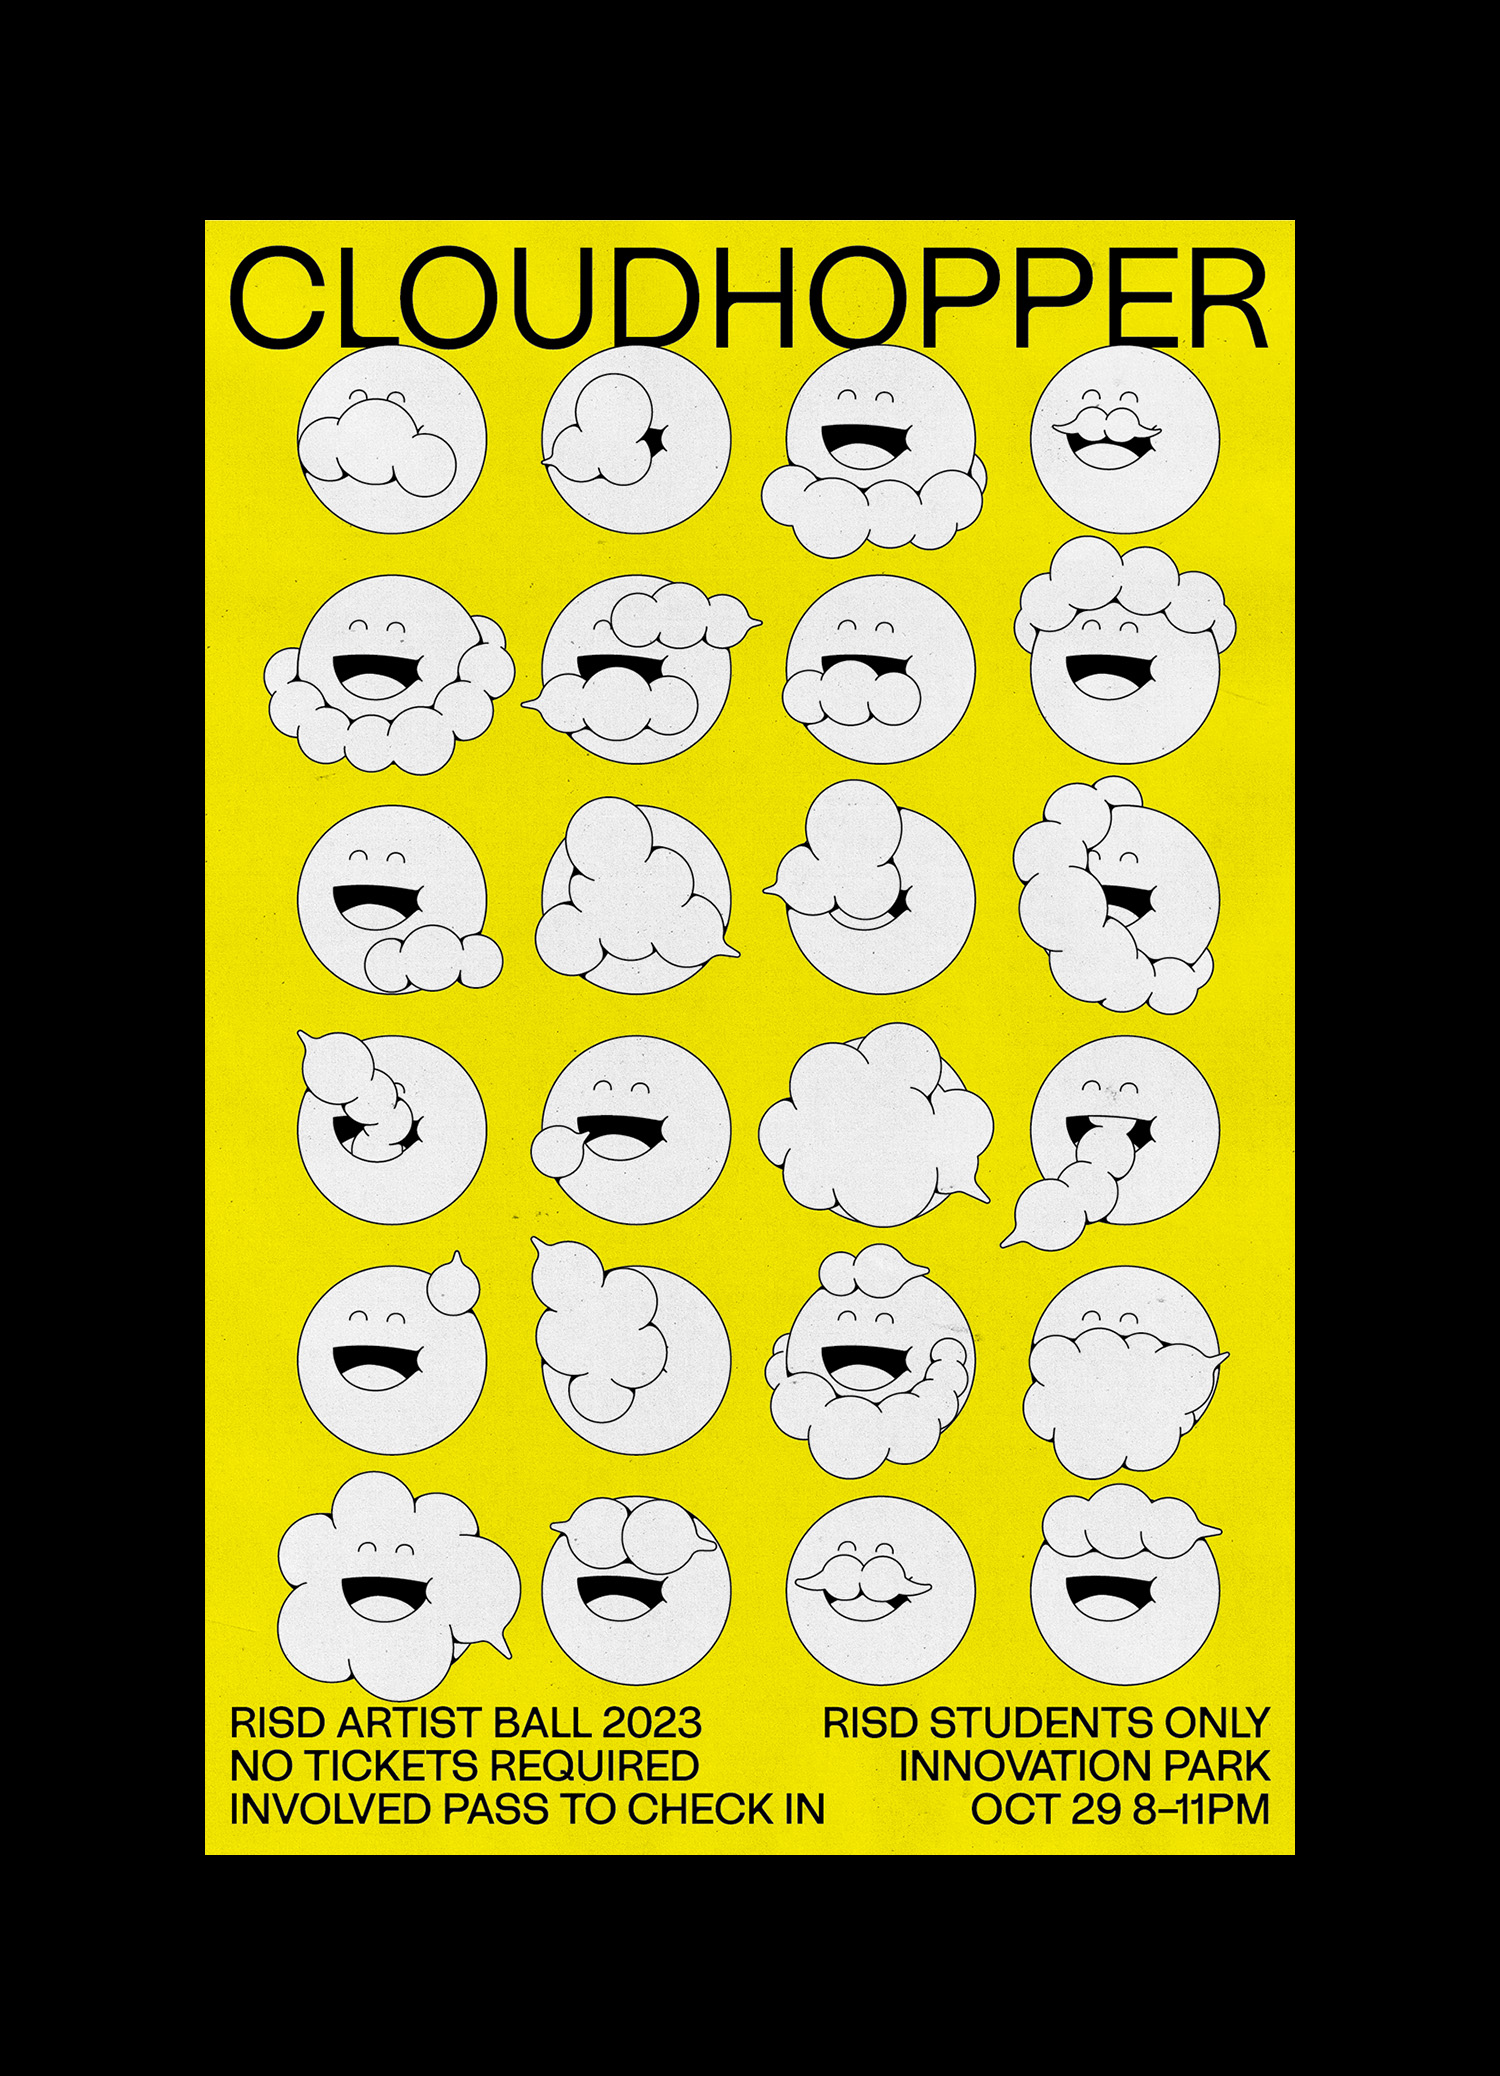 CLOUDHOPPER
RISD ARTIST BALL 2023
NO TICKETS REQUIRED
INVOLVED PASS TO CHECK IN
RISD STUDENTS ONLY
INNOVATION PARK
OCT 29 8–11PM